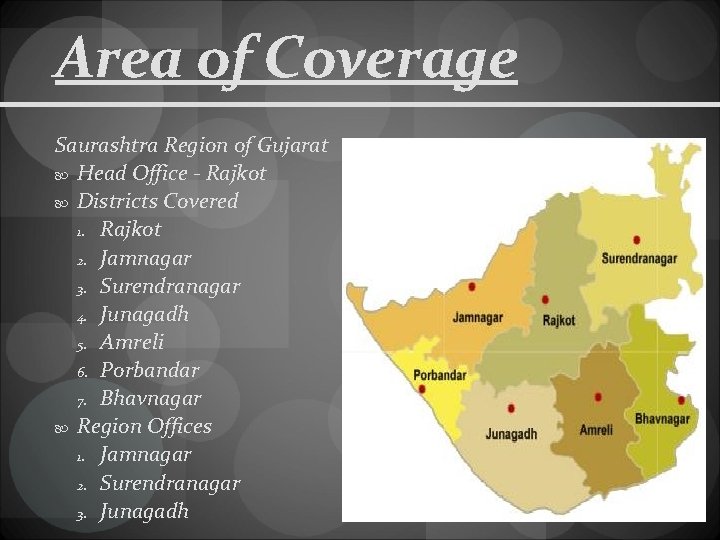 Area of Coverage
Saurashtra Region of Gujarat
Head Office - Rajkot
Districts Covered
1. Rajkot
2. Jamnagar
3. Surendranagar
4. Junagadh
5. Amreli
6. Porbandar
7. Bhavnagar
Region Offices
1. Jamnagar
2. Surendranagar
3. Junagadh
Surendranagar
Jamnagar
Rajkot
Porbandar
Junagadh
Amreli
Bhavnagar